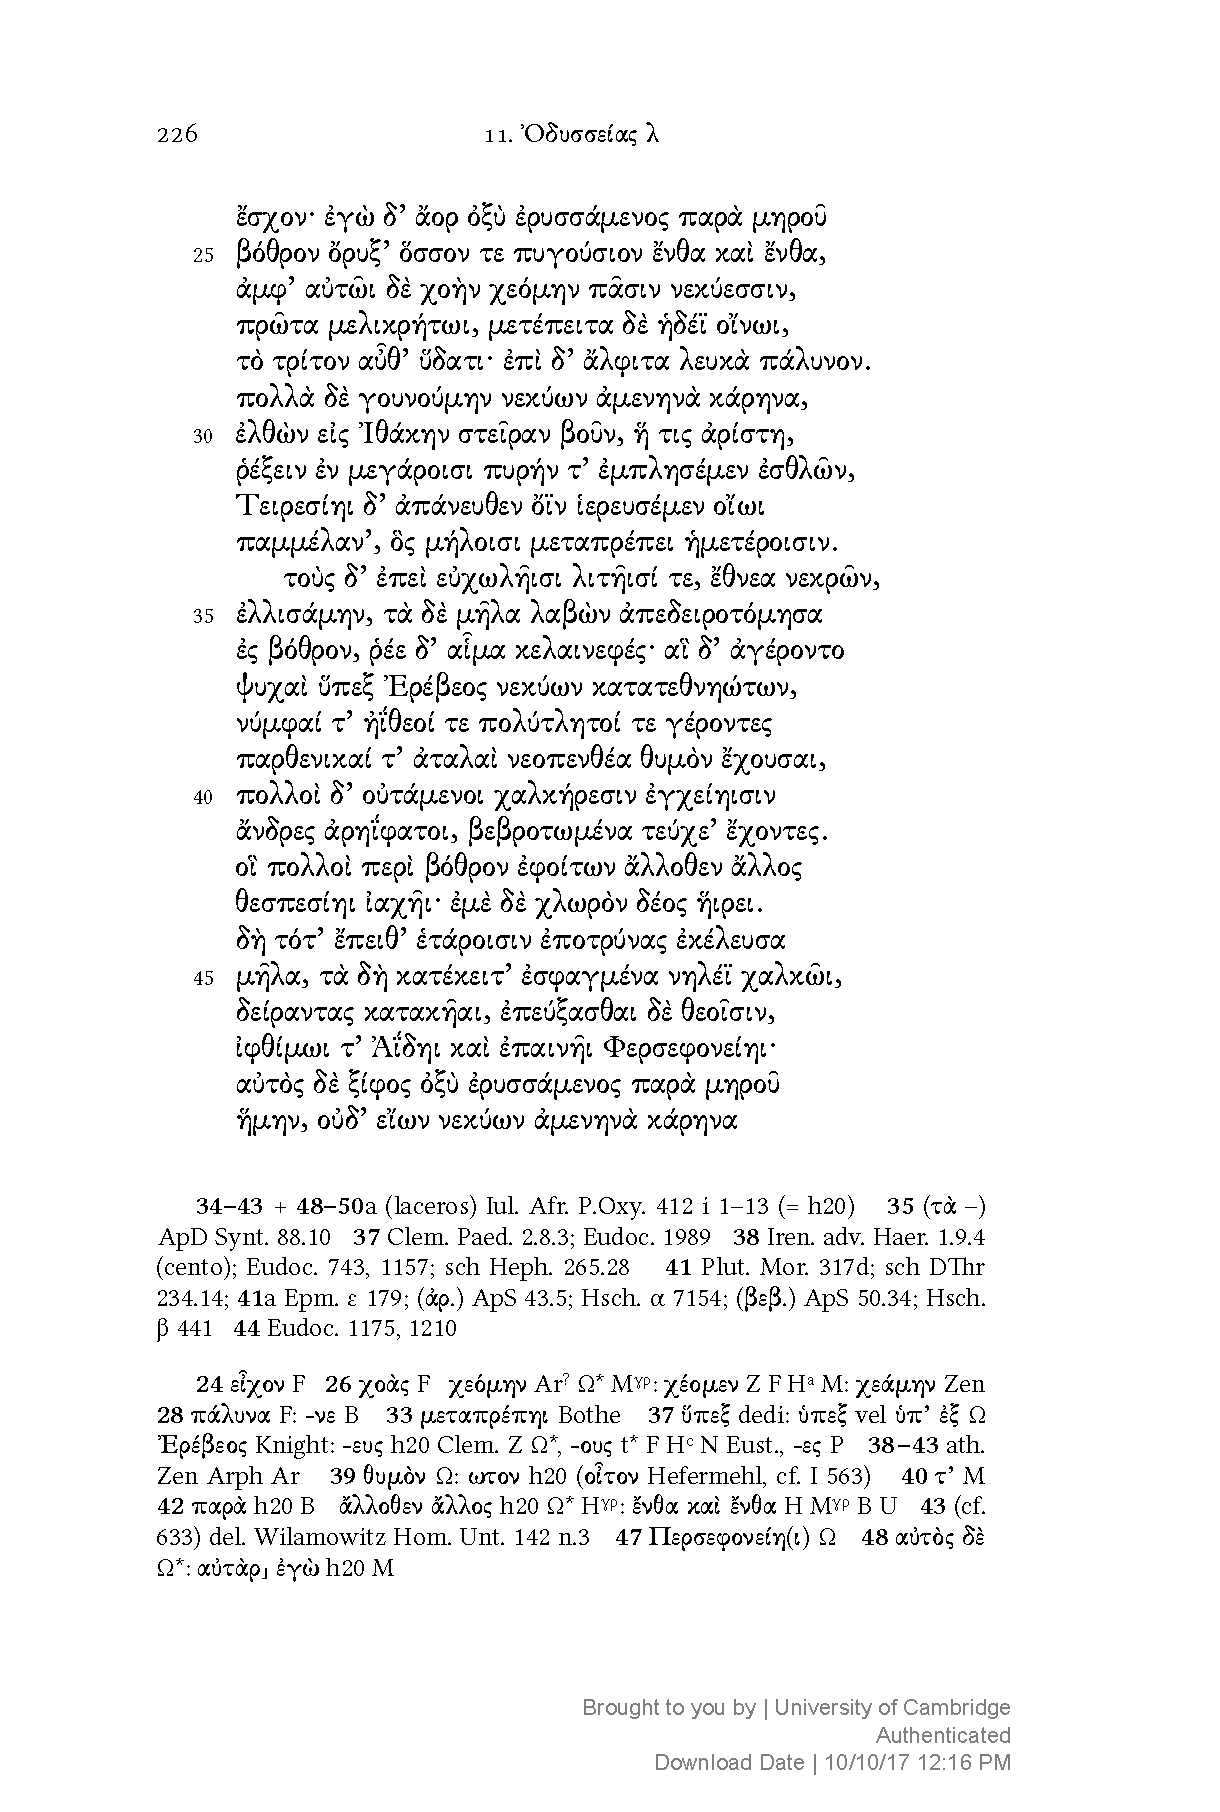 226 11. Ὀδυσσείας λ
ἔσχον· ἐγὼ δ’ ἄορ ὀξὺ ἐρυσσάμενος παρὰ μηροῦ
25 βόθρον ὄρυξ’ ὅσσον τε πυγούσιον ἔνθα καὶ ἔνθα,
ἀμφ’ αὐτῶι δὲ χοὴν χεόμην πᾶσιν νεκύεσσιν,
πρῶτα μελικρήτωι, μετέπειτα δὲ ἡδέϊ οἴνωι,
τὸ τρίτον αὖθ’ ὕδατι· ἐπὶ δ’ ἄλφιτα λευκὰ πάλυνον.
πολλὰ δὲ γουνούμην νεκύων ἀμενηνὰ κάρηνα,
30 ἐλθὼν εἰς Ἰθάκην στεῖραν βοῦν, ἥ τις ἀρίστη,
ῥέξειν ἐν μεγάροισι πυρήν τ’ ἐμπλησέμεν ἐσθλῶν,
Τειρεσίηι δ’ ἀπάνευθεν ὄϊν ἱερευσέμεν οἴωι
παμμέλαν’, ὃς μήλοισι μεταπρέπει ἡμετέροισιν.
τοὺς δ’ ἐπεὶ εὐχωλῆισι λιτῆισί τε, ἔθνεα νεκρῶν,
35 ἐλλισάμην, τὰ δὲ μῆλα λαβὼν ἀπεδειροτόμησα
ἐς βόθρον, ῥέε δ’ αἷμα κελαινεφές· αἳ δ’ ἀγέροντο
ψυχαὶ ὕπεξ Ἐρέβεος νεκύων κατατεθνηώτων,
νύμφαί τ’ ἠΐθεοί τε πολύτλητοί τε γέροντες
παρθενικαί τ’ ἀταλαὶ νεοπενθέα θυμὸν ἔχουσαι,
40 πολλοὶ δ’ οὐτάμενοι χαλκήρεσιν ἐγχείηισιν
ἄνδρες ἀρηΐφατοι, βεβροτωμένα τεύχε’ ἔχοντες.
οἳ πολλοὶ περὶ βόθρον ἐφοίτων ἄλλοθεν ἄλλος
θεσπεσίηι ἰαχῆι· ἐμὲ δὲ χλωρὸν δέος ἥιρει.
δὴ τότ’ ἔπειθ’ ἑτάροισιν ἐποτρύνας ἐκέλευσα
45 μῆλα, τὰ δὴ κατέκειτ’ ἐσφαγμένα νηλέϊ χαλκῶι,
δείραντας κατακῆαι, ἐπεύξασθαι δὲ θεοῖσιν,
ἰφθίμωι τ’ Ἀΐδηι καὶ ἐπαινῆι Φερσεφονείηι·
αὐτὸς δὲ ξίφος ὀξὺ ἐρυσσάμενος παρὰ μηροῦ
ἥμην, οὐδ’ εἴων νεκύων ἀμενηνὰ κάρηνα
34–43 + 48–50a (laceros) Iul. Afr. P.Oxy. 412 i 1–13 (= h20) 35 (τὰ –)
ApD Synt. 88.10 37 Clem. Paed. 2.8.3; Eudoc. 1989 38 Iren. adv. Haer. 1.9.4
(cento); Eudoc. 743, 1157; sch Heph. 265.28 41 Plut. Mor. 317d; sch DThr
234.14; 41a Epm. ε 179; (ἀρ.) ApS 43.5; Hsch. α 7154; (βεβ.) ApS 50.34; Hsch.
β 441 44 Eudoc. 1175, 1210
24 εἶχον F 26 χοὰς F χεόμην Ar? Ω* Mγρ: χέομεν Z F Ha M: χεάμην Zen
28 πάλυνα F: -νε B 33 μεταπρέπηι Bothe 37 ὕπεξ dedi: ὑπεξ vel ὑπ’ ἐξ Ω
Ἐρέβεος Knight: -ευς h20 Clem. Z Ω*, -ους t* F Hc N Eust., -ες P 38–43 ath.
Zen Arph Ar 39 θυμὸν Ω: ωτον h20 (οἶτον Hefermehl, cf. I 563) 40 τ’ M
42 παρὰ h20 B ἄλλοθεν ἄλλος h20 Ω* Hγρ: ἔνθα καὶ ἔνθα H Mγρ B U 43 (cf.
633) del. Wilamowitz Hom. Unt. 142 n.3 47 Περσεφονείη(ι) Ω 48 αὐτὸς δὲ
Ω*: αὐτὰρ⌟ ἐγὼ h20 M
Brought to you by | University of Cambridge
Authenticated
Download Date | 10/10/17 12:16 PM